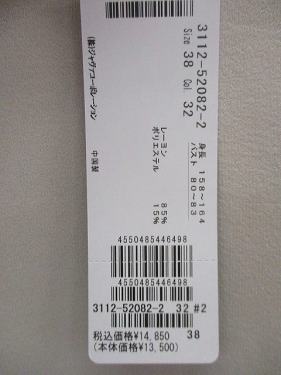 3112-52082-2
Size 38 Col. 32
身長 158~164
バスト 80~83
レーヨン 85%
ポリエステル 15%
中国製
(株)ジャヴァコーポレーション
4550485446498
4550485446498
3112-52082-2 32 #2
税込価格¥14,850 38
(本体価格¥13,500)